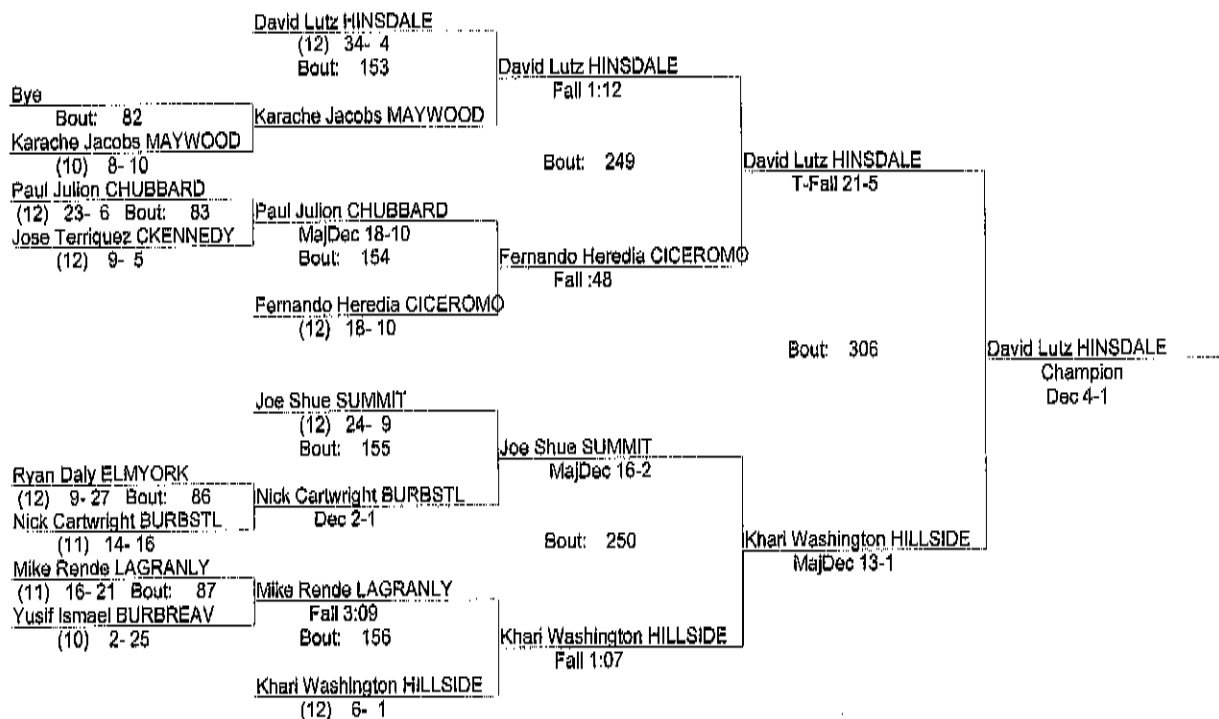 David Lutz HINSDALE
(12) 34- 4
Bout: 153
David Lutz HINSDALE
Fall 1:12
Bye
Bout: 82
Karache Jacobs MAYWOOD
Karache Jacobs MAYWOOD
(10) 8- 10
Bout: 249
David Lutz HINSDALE
T-Fall 21-5
Paul Julion CHUBBARD
(12) 23- 6 Bout: 83
Paul Julion CHUBBARD
MajDec 18-10
Jose Terriquez CKENNEDY
(12) 9- 5
Bout: 154
Fernando Heredia CICEROMO
Fall :48
Fernando Heredia CICEROMO
(12) 18- 10
Bout: 306
David Lutz HINSDALE
Champion
Dec 4-1
Joe Shue SUMMIT
(12) 24- 9
Bout: 155
Joe Shue SUMMIT
MajDec 16-2
Ryan Daly ELMYORK
(12) 9- 27 Bout: 86
Nick Cartwright BURBSTL
Dec 2-1
Nick Cartwright BURBSTL
(11) 14- 16
Bout: 250
Khari Washington HILLSIDE
MajDec 13-1
Mike Rende LAGRANLY
(11) 16- 21 Bout: 87
Mike Rende LAGRANLY
Fall 3:09
Yusif Ismael BURBREAV
(10) 2- 25
Bout: 156
Khari Washington HILLSIDE
Fall 1:07
Khari Washington HILLSIDE
(12) 6- 1